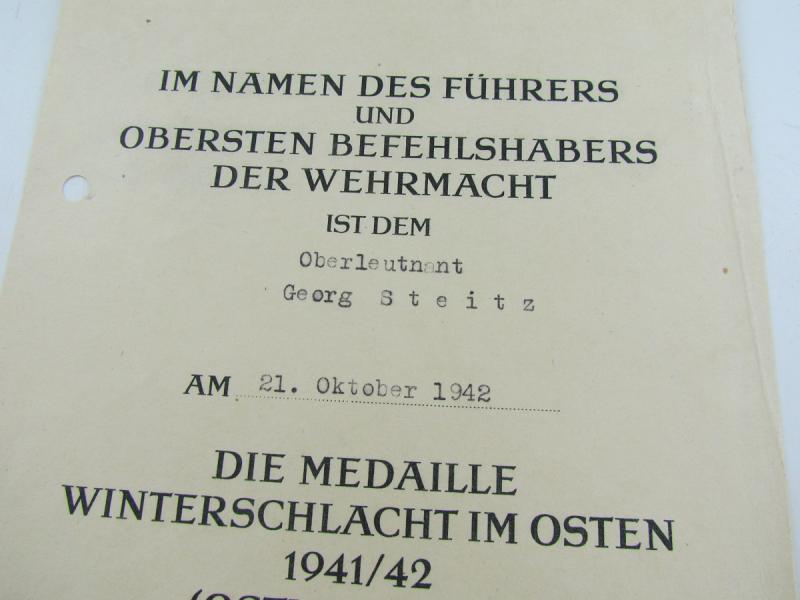 IM NAMEN DES FÜHRERS
UND
OBERSTEN BEFEHLSHABERS
DER WEHRMACHT
IST DEM
Oberleutnant
Georg S t e i t z
AM 21. Oktober 1942
DIE MEDAILLE
WINTERSCHLACHT IM OSTEN
1941/42